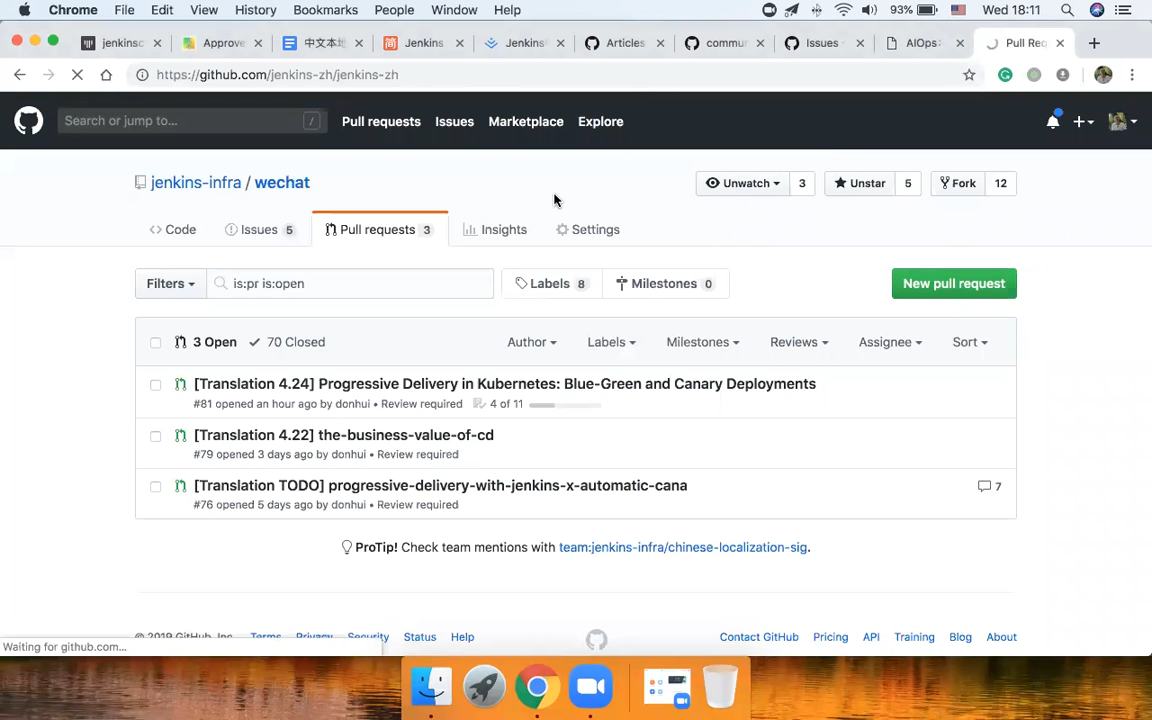 Chrome File Edit View History Bookmarks People Window Help 93% Wed 18:11
jenkinsc Approve 中文本 Jenkins Jenkins Articles commu Issues - AIOps Pull Req
https://github.com/jenkins-zh/jenkins-zh
Search or jump to... / Pull requests Issues Marketplace Explore
jenkins-infra / wechat Unwatch 3 Unstar 5 Fork 12
Code Issues 5 Pull requests 3 Insights Settings
Filters is:pr is:open Labels 8 Milestones 0 New pull request
3 Open 70 Closed Author Labels Milestones Reviews Assignee Sort
[Translation 4.24] Progressive Delivery in Kubernetes: Blue-Green and Canary Deployments
#81 opened an hour ago by donhui • Review required 4 of 11
[Translation 4.22] the-business-value-of-cd
#79 opened 3 days ago by donhui • Review required
[Translation TODO] progressive-delivery-with-jenkins-x-automatic-cana 7
#76 opened 5 days ago by donhui • Review required
ProTip! Check team mentions with team:jenkins-infra/chinese-localization-sig.
© 2019 GitHub, Inc. Terms Privacy Security Status Help Contact GitHub Pricing API Training Blog About
Waiting for github.com...